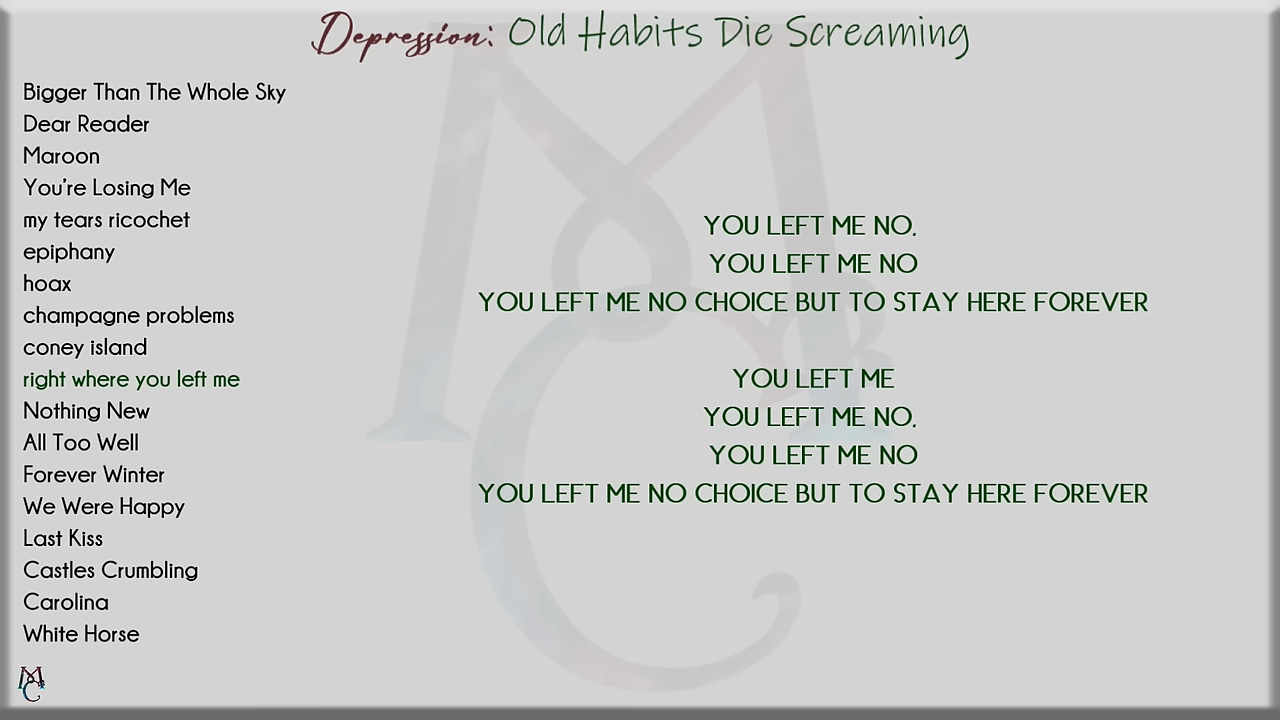 Depression: Old Habits Die Screaming
Bigger Than The Whole Sky
Dear Reader
Maroon
You're Losing Me
my tears ricochet
epiphany
hoax
champagne problems
coney island
right where you left me
Nothing New
All Too Well
Forever Winter
We Were Happy
Last Kiss
Castles Crumbling
Carolina
White Horse
YOU LEFT ME NO,
YOU LEFT ME NO
YOU LEFT ME NO CHOICE BUT TO STAY HERE FOREVER
YOU LEFT ME
YOU LEFT ME NO,
YOU LEFT ME NO
YOU LEFT ME NO CHOICE BUT TO STAY HERE FOREVER